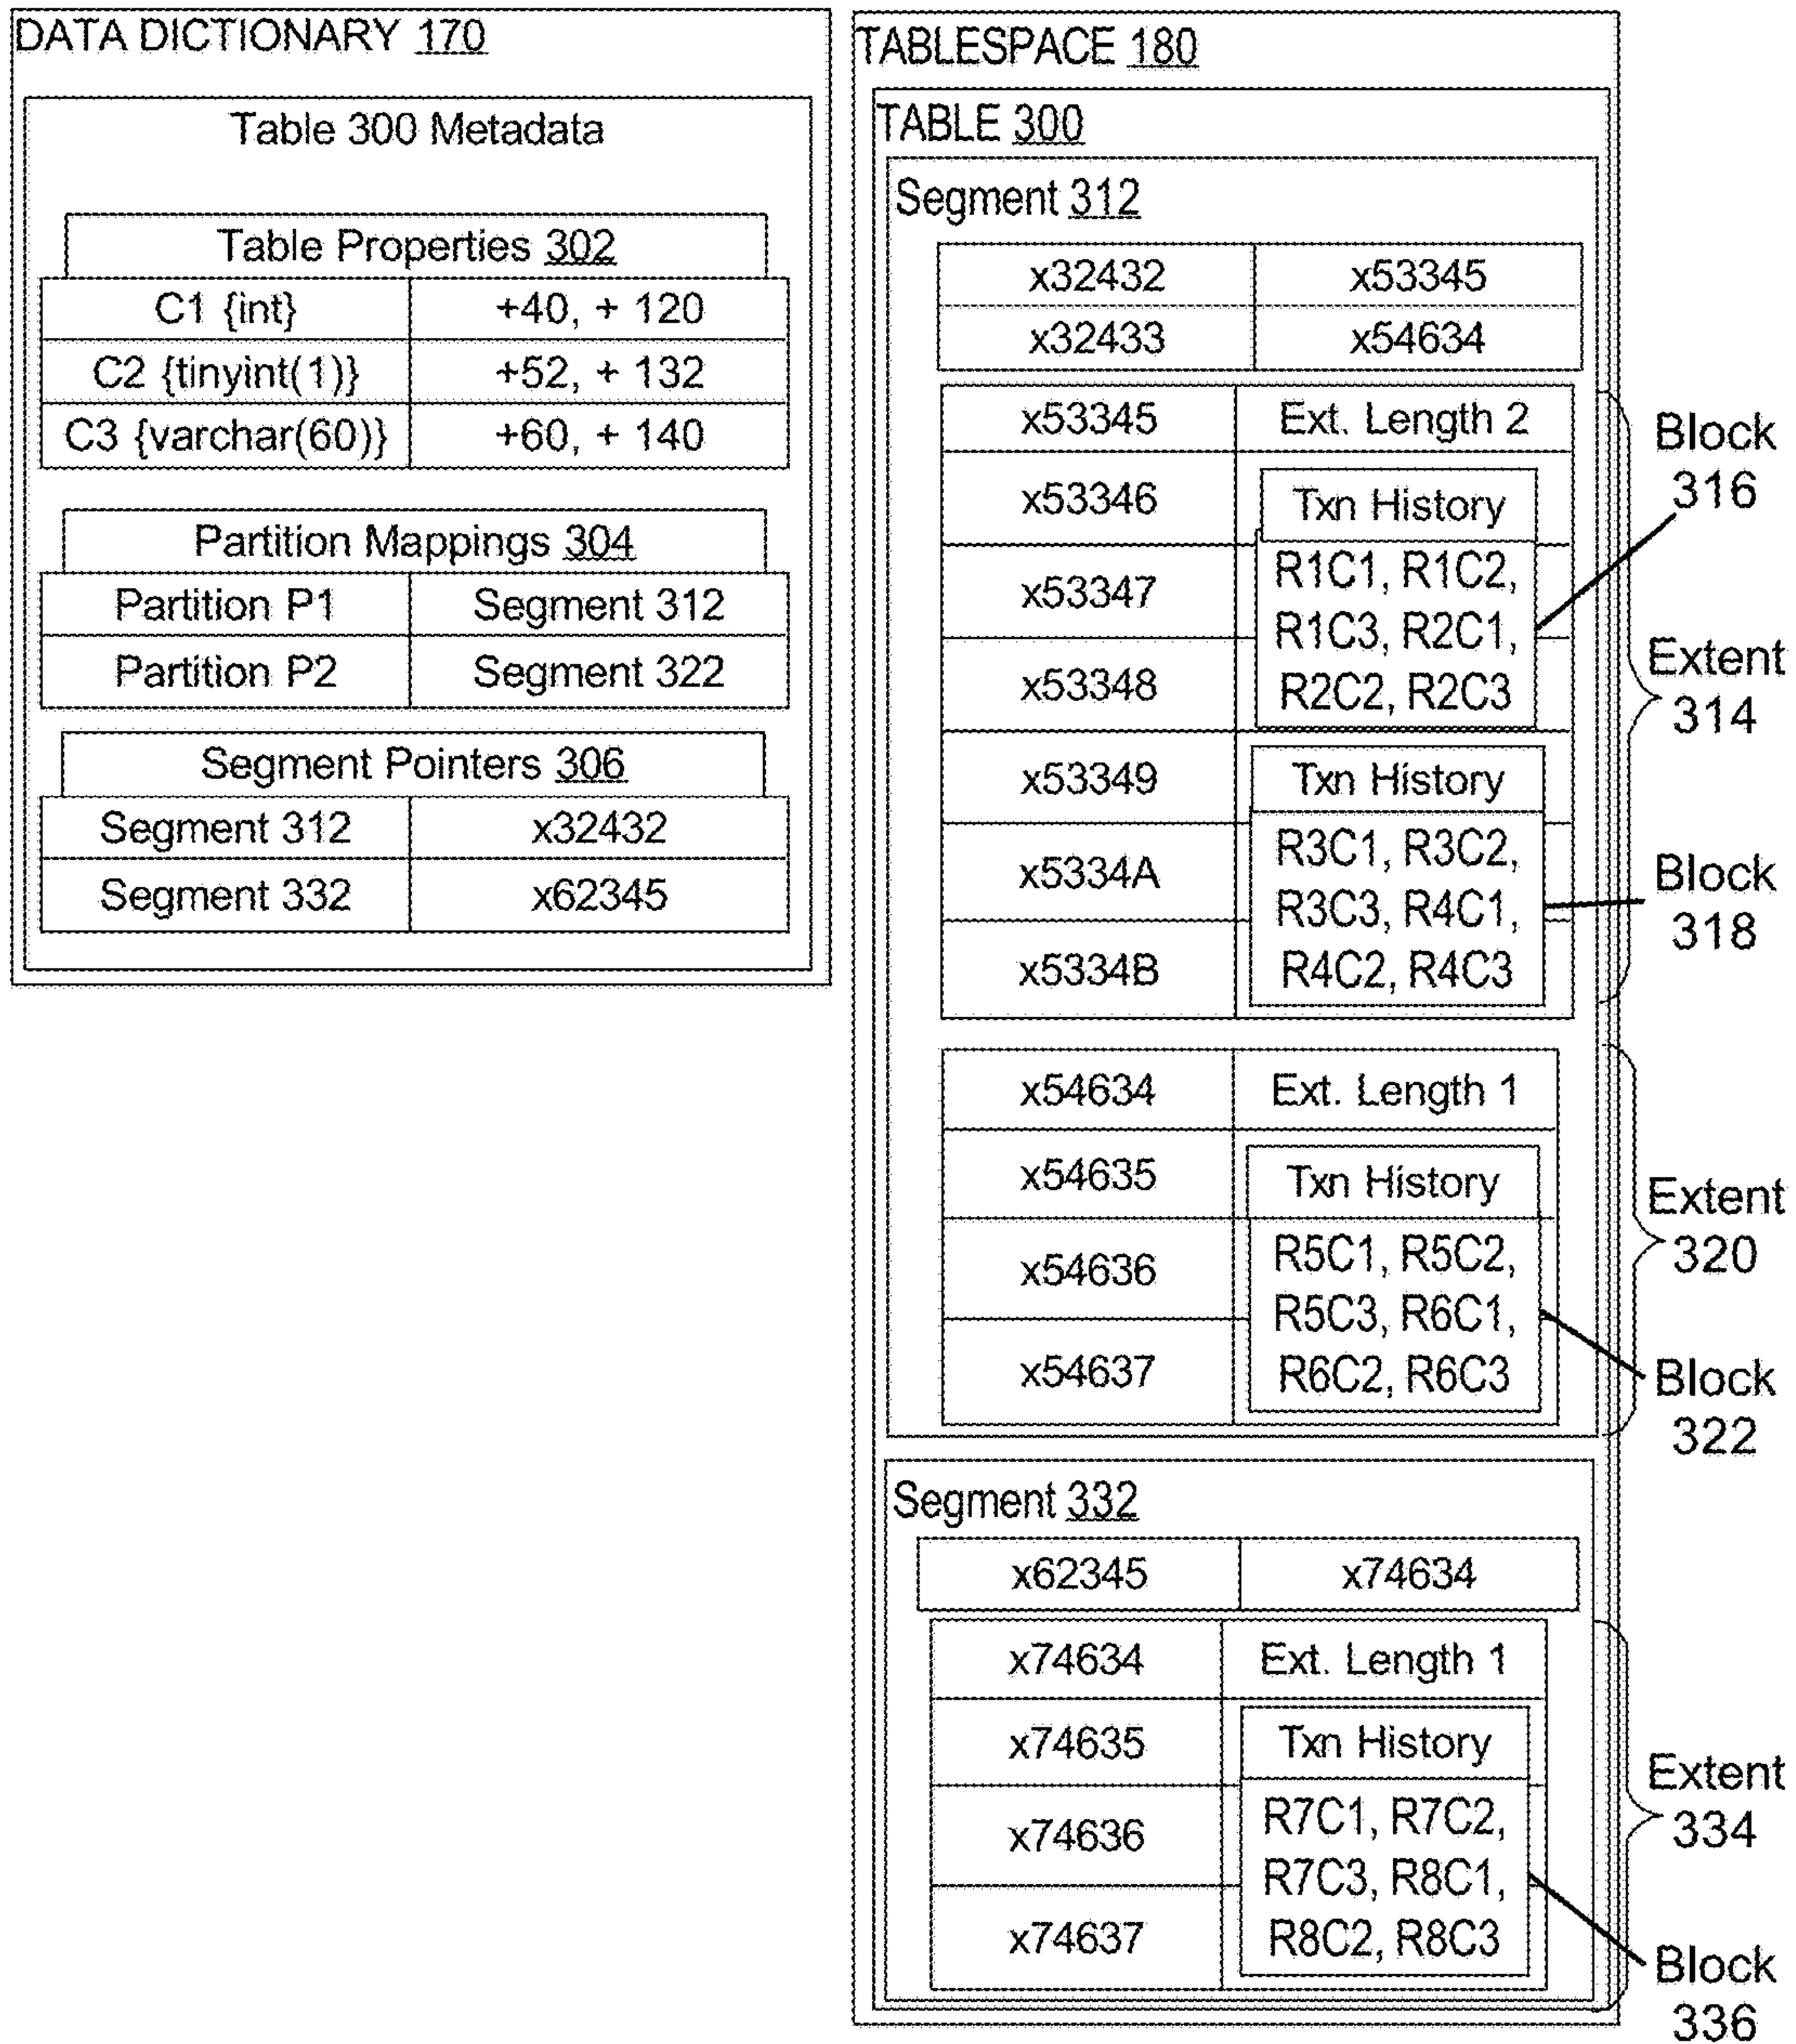 DATA DICTIONARY 170
Table 300 Metadata
Table Properties 302
C1 {int} +40, + 120
C2 {tinyint(1)} +52, + 132
C3 {varchar(60)} +60, + 140
Partition Mappings 304
Partition P1 Segment 312
Partition P2 Segment 322
Segment Pointers 306
Segment 312 x32432
Segment 332 x62345
TABLESPACE 180
TABLE 300
Segment 312
x32432 x53345
x32433 x54634
x53345 Ext. Length 2
x53346 Txn History
x53347 R1C1, R1C2,
R1C3, R2C1,
x53348 R2C2, R2C3
x53349 Txn History
x5334A R3C1, R3C2,
R3C3, R4C1,
x5334B R4C2, R4C3
Block
316
Extent
314
Block
318
x54634 Ext. Length 1
x54635 Txn History
x54636 R5C1, R5C2,
R5C3, R6C1,
x54637 R6C2, R6C3
Extent
320
Block
322
Segment 332
x62345 x74634
x74634 Ext. Length 1
x74635 Txn History
x74636 R7C1, R7C2,
R7C3, R8C1,
x74637 R8C2, R8C3
Extent
334
Block
336